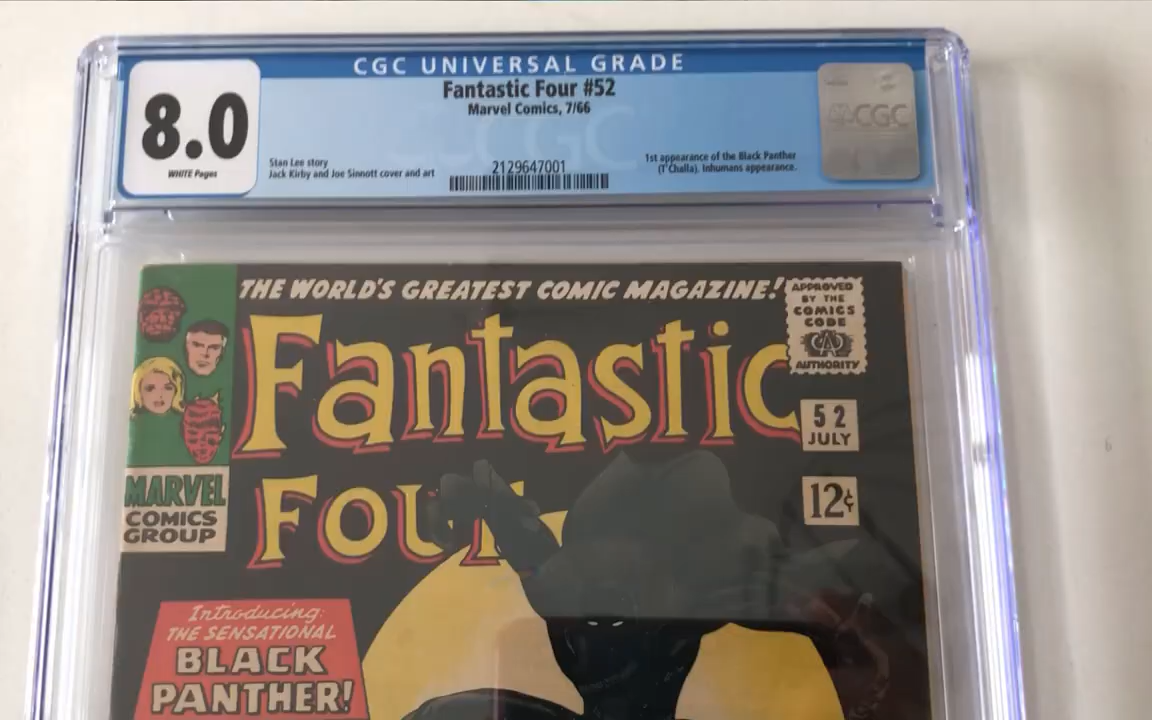 CGC UNIVERSAL GRADE
8.0
WHITE Pages
Fantastic Four #52
Marvel Comics, 7/66
Stan Lee story
Jack Kirby and Joe Sinnott cover and art
2129647001
1st appearance of the Black Panther
(T'Challa). Inhumans appearance.
CGC
THE WORLD'S GREATEST COMIC MAGAZINE!
APPROVED
BY THE
COMICS
CODE
CA
AUTHORITY
Fantastic
Four
52
JULY
12¢
MARVEL
COMICS
GROUP
Introducing:
THE SENSATIONAL
BLACK
PANTHER!